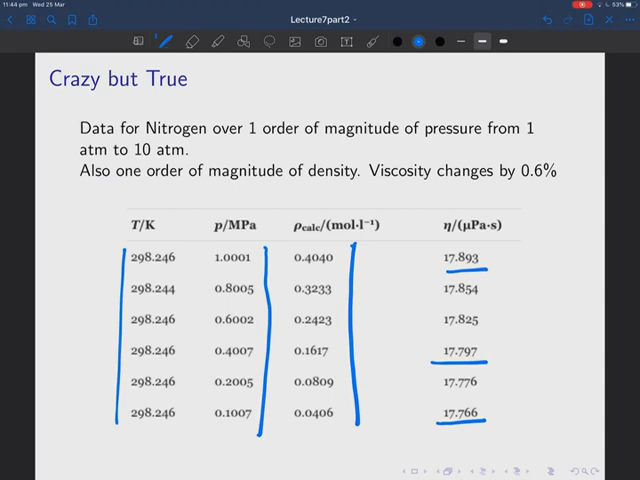 11:44 pm Wed 25 Mar
53%
Lecture7part2
Crazy but True
Data for Nitrogen over 1 order of magnitude of pressure from 1
atm to 10 atm.
Also one order of magnitude of density. Viscosity changes by 0.6%
T/K p/MPa ρcalc/(mol·l⁻¹) η/(μPa·s)
298.246 1.0001 0.4040 17.893
298.244 0.8005 0.3233 17.854
298.246 0.6002 0.2423 17.825
298.246 0.4007 0.1617 17.797
298.246 0.2005 0.0809 17.776
298.246 0.1007 0.0406 17.766